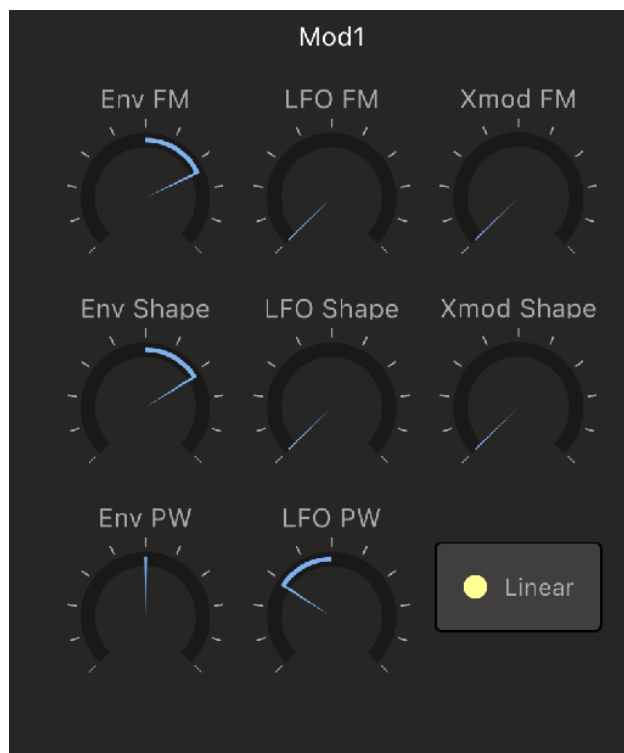 Mod1
Env FM LFO FM Xmod FM
Env Shape LFO Shape Xmod Shape
Env PW LFO PW
Linear